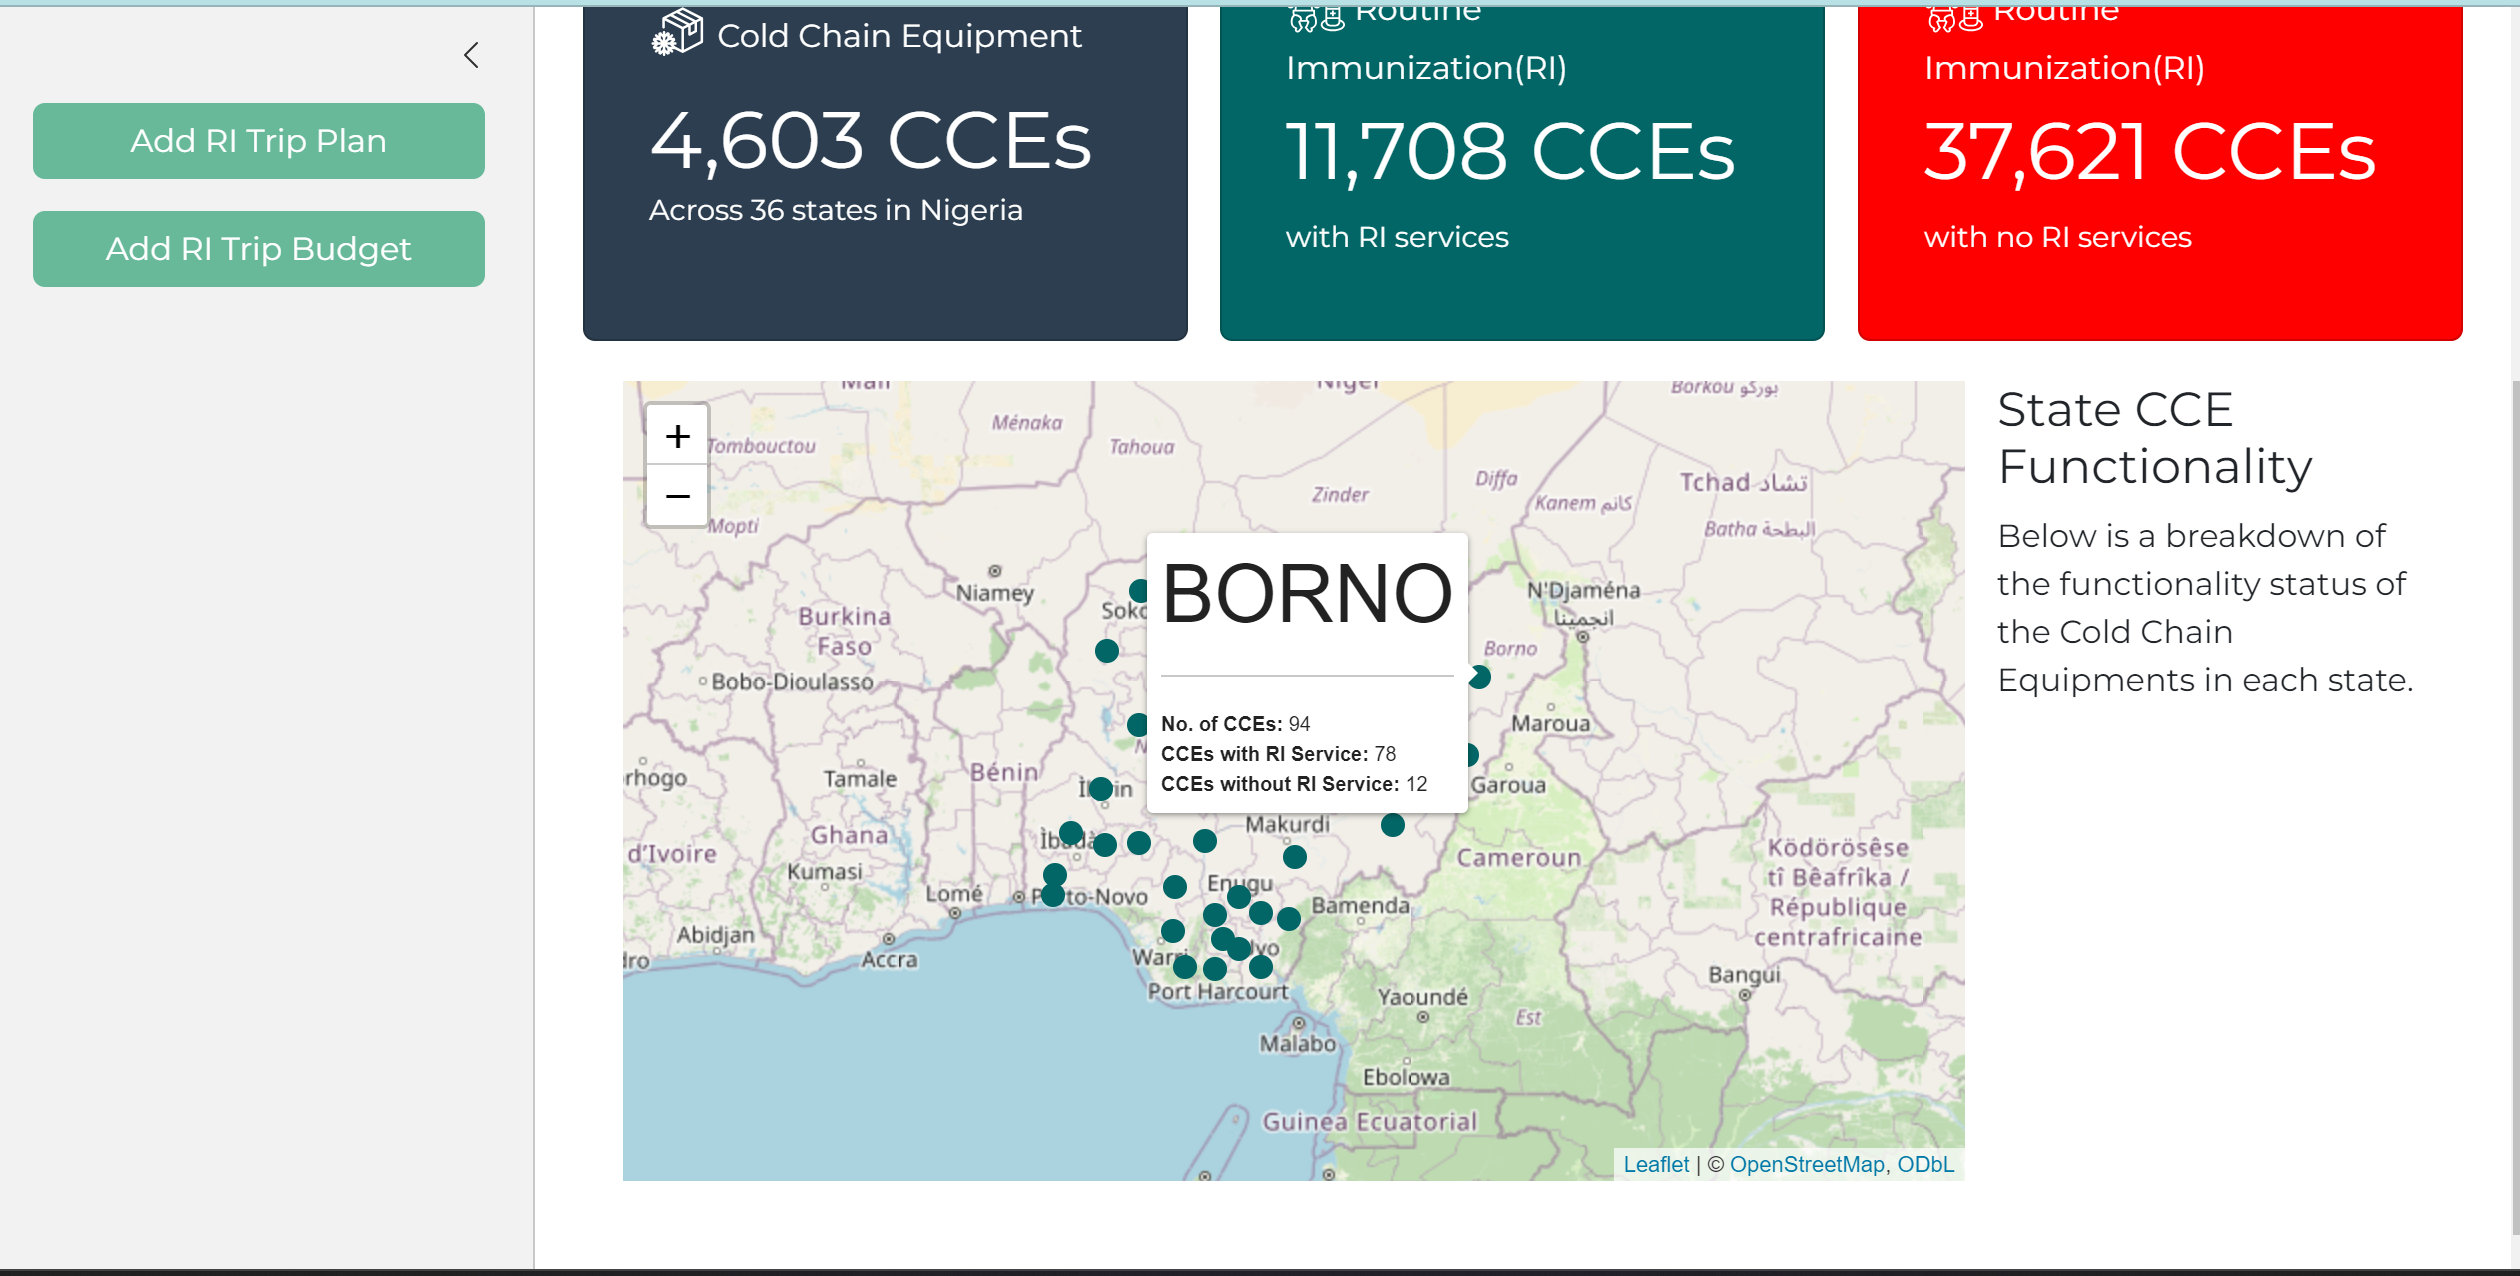 Cold Chain Equipment
4,603 CCEs
Across 36 states in Nigeria
Routine
Immunization(RI)
11,708 CCEs
with RI services
Routine
Immunization(RI)
37,621 CCEs
with no RI services
Add RI Trip Plan
Add RI Trip Budget
+
−
Mali
Niger
Borkou بوركو
Ménaka
Tombouctou
Tahoua
Diffa
Tchad تشاد
Zinder
Kanem كانم
Mopti
Batha البطحة
Niamey
N'Djaména
انجمينا
Burkina
Faso
Soko
Borno
Bobo-Dioulasso
Maroua
BORNO
No. of CCEs: 94
CCEs with RI Service: 78
CCEs without RI Service: 12
rhogo
Tamale
Bénin
Garoua
Makurdi
Ghana
d'Ivoire
Kumasi
Cameroun
Ködörösêse
tî Bêafrîka /
République
centrafricaine
Lomé
Porto-Novo
Enugu
Bamenda
Abidjan
Accra
dro
Warri
Port Harcourt
Bangui
Yaoundé
Est
Malabo
Ebolowa
Guinea Ecuatorial
Leaflet | © OpenStreetMap, ODbL
State CCE
Functionality
Below is a breakdown of
the functionality status of
the Cold Chain
Equipments in each state.